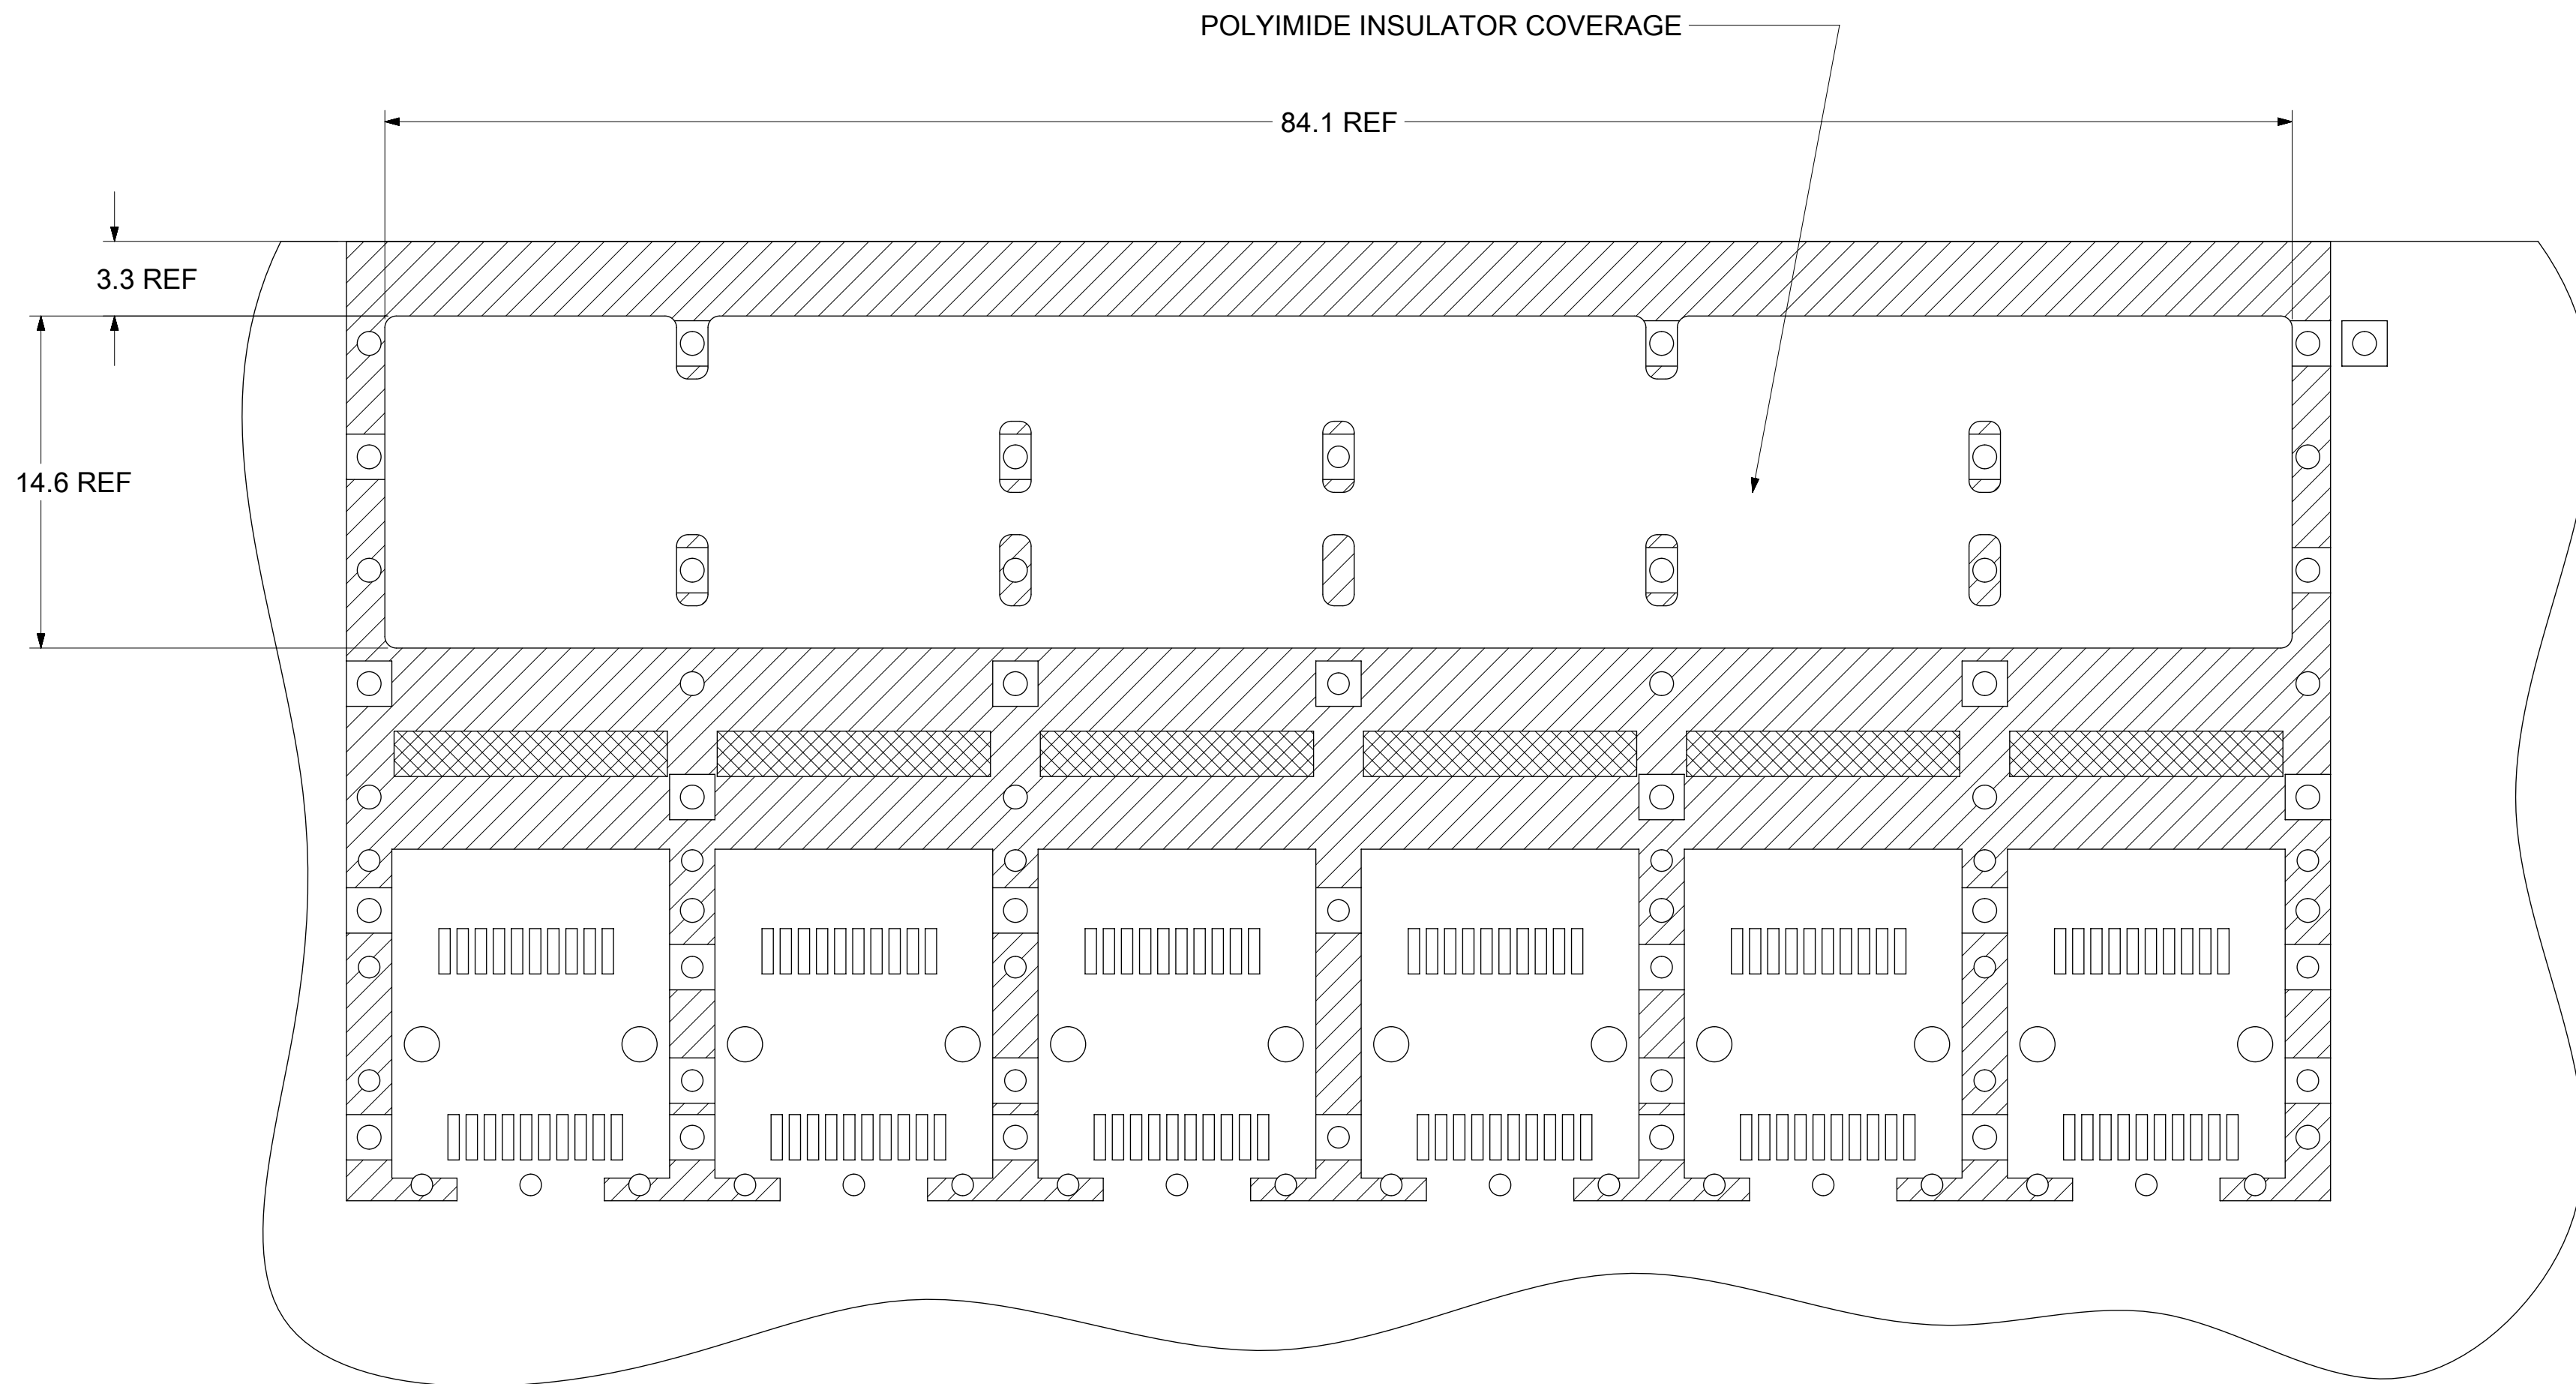 POLYIMIDE INSULATOR COVERAGE
84.1 REF
3.3 REF
14.6 REF